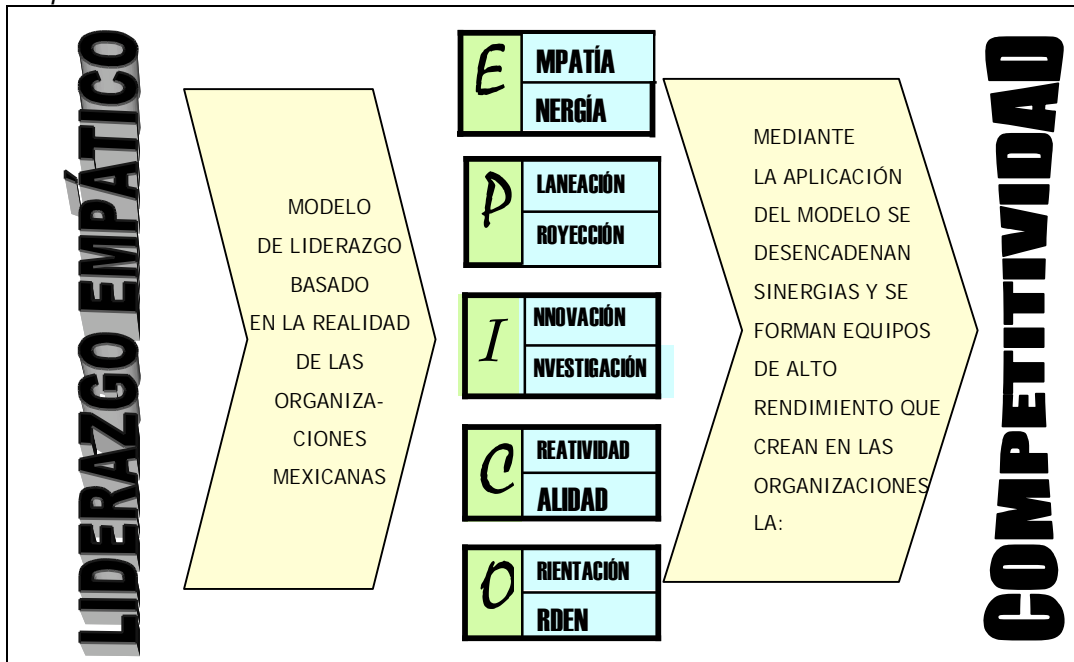 LIDERAZGO EMPÁTICO
MODELO
DE LIDERAZGO
BASADO
EN LA REALIDAD
DE LAS
ORGANIZA-
CIONES
MEXICANAS
E
MPATÍA
NERGÍA
P
LANEACIÓN
ROYECCIÓN
I
NNOVACIÓN
NVESTIGACIÓN
C
REATIVIDAD
ALIDAD
O
RIENTACIÓN
RDEN
MEDIANTE
LA APLICACIÓN
DEL MODELO SE
DESENCADENAN
SINERGIAS Y SE
FORMAN EQUIPOS
DE ALTO
RENDIMIENTO QUE
CREAN EN LAS
ORGANIZACIONES
LA:
COMPETITIVIDAD